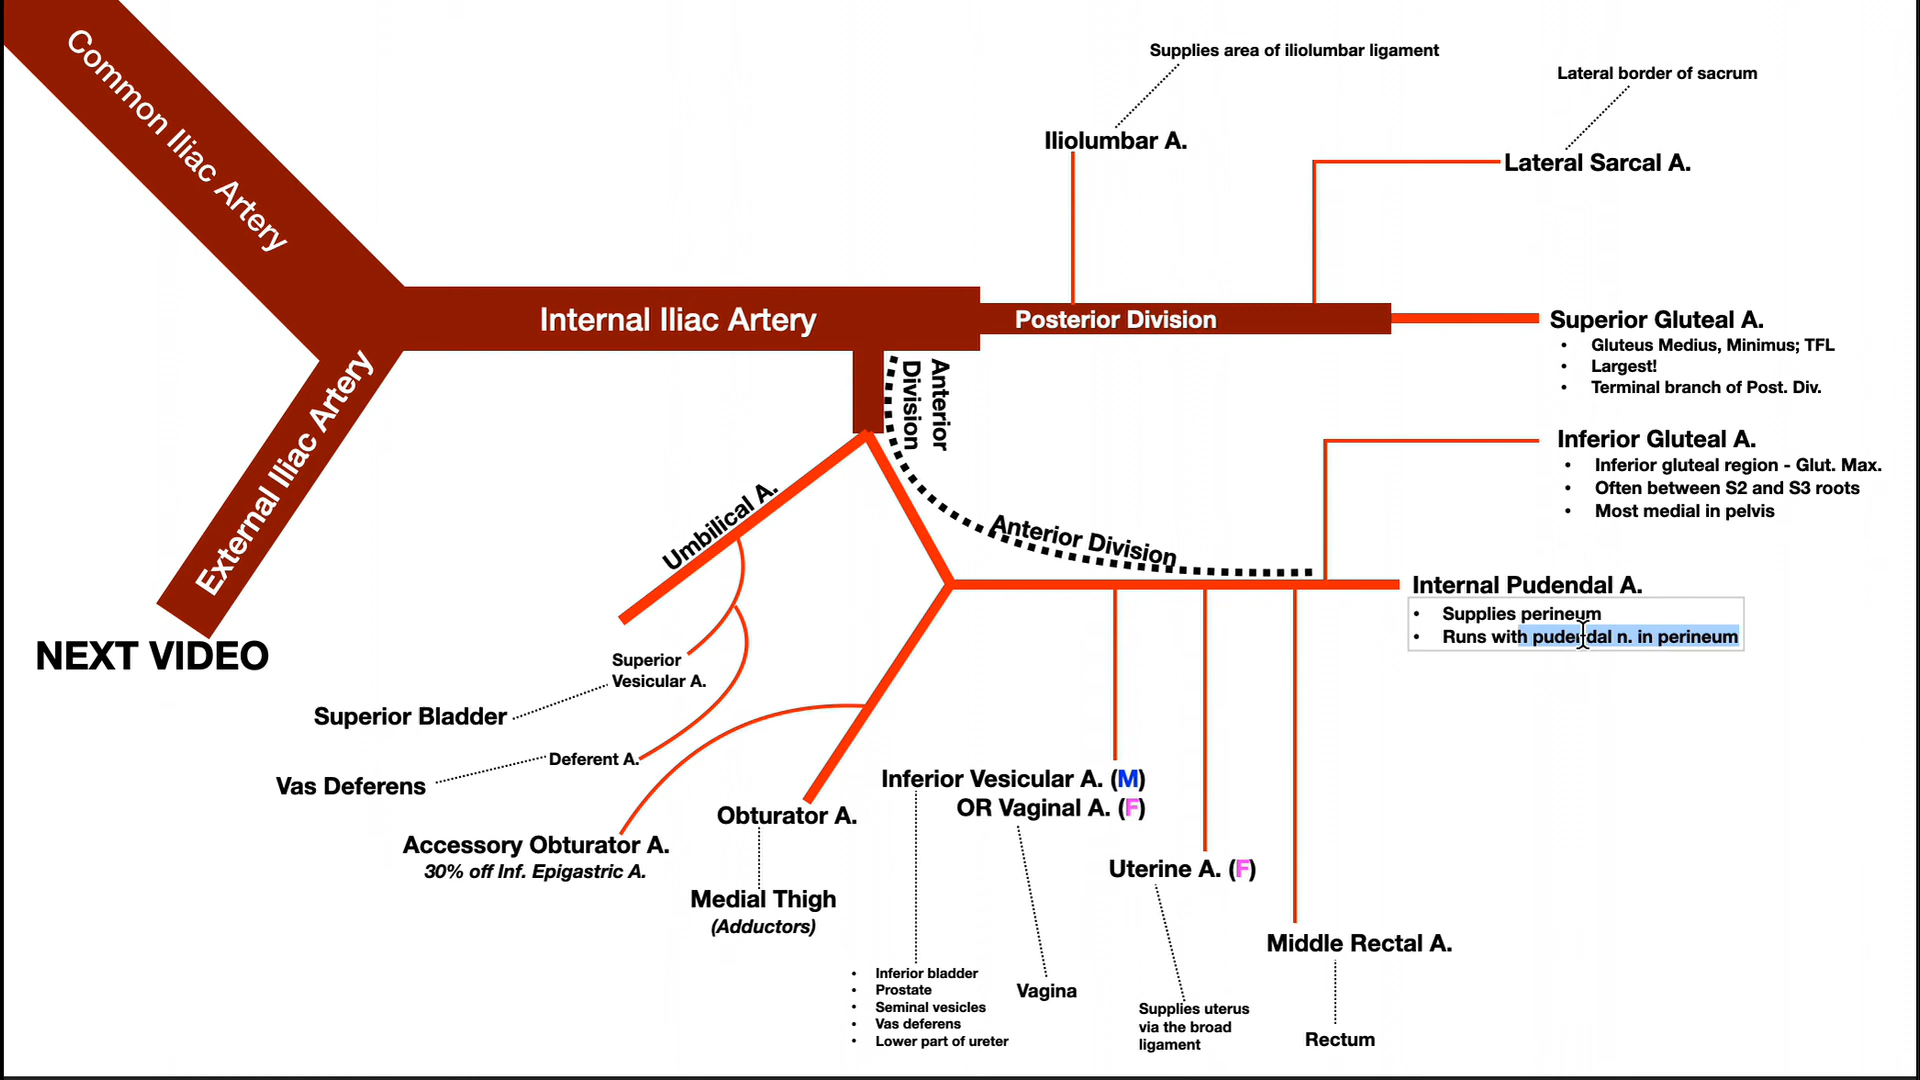 Common Iliac Artery
Supplies area of iliolumbar ligament
Lateral border of sacrum
Iliolumbar A.
Lateral Sarcal A.
Internal Iliac Artery
Posterior Division
Superior Gluteal A.
• Gluteus Medius, Minimus; TFL
• Largest!
• Terminal branch of Post. Div.
External Iliac Artery
Anterior
Division
Inferior Gluteal A.
• Inferior gluteal region - Glut. Max.
• Often between S2 and S3 roots
• Most medial in pelvis
Umbilical A.
Anterior Division
Internal Pudendal A.
• Supplies perineum
• Runs with pudendal n. in perineum
NEXT VIDEO
Superior
Vesicular A.
Superior Bladder
Deferent A.
Vas Deferens
Accessory Obturator A.
30% off Inf. Epigastric A.
Obturator A.
Medial Thigh
(Adductors)
Inferior Vesicular A. (M)
OR Vaginal A. (F)
Uterine A. (F)
Middle Rectal A.
• Inferior bladder
• Prostate
• Seminal vesicles
• Vas deferens
• Lower part of ureter
Vagina
Supplies uterus
via the broad
ligament
Rectum